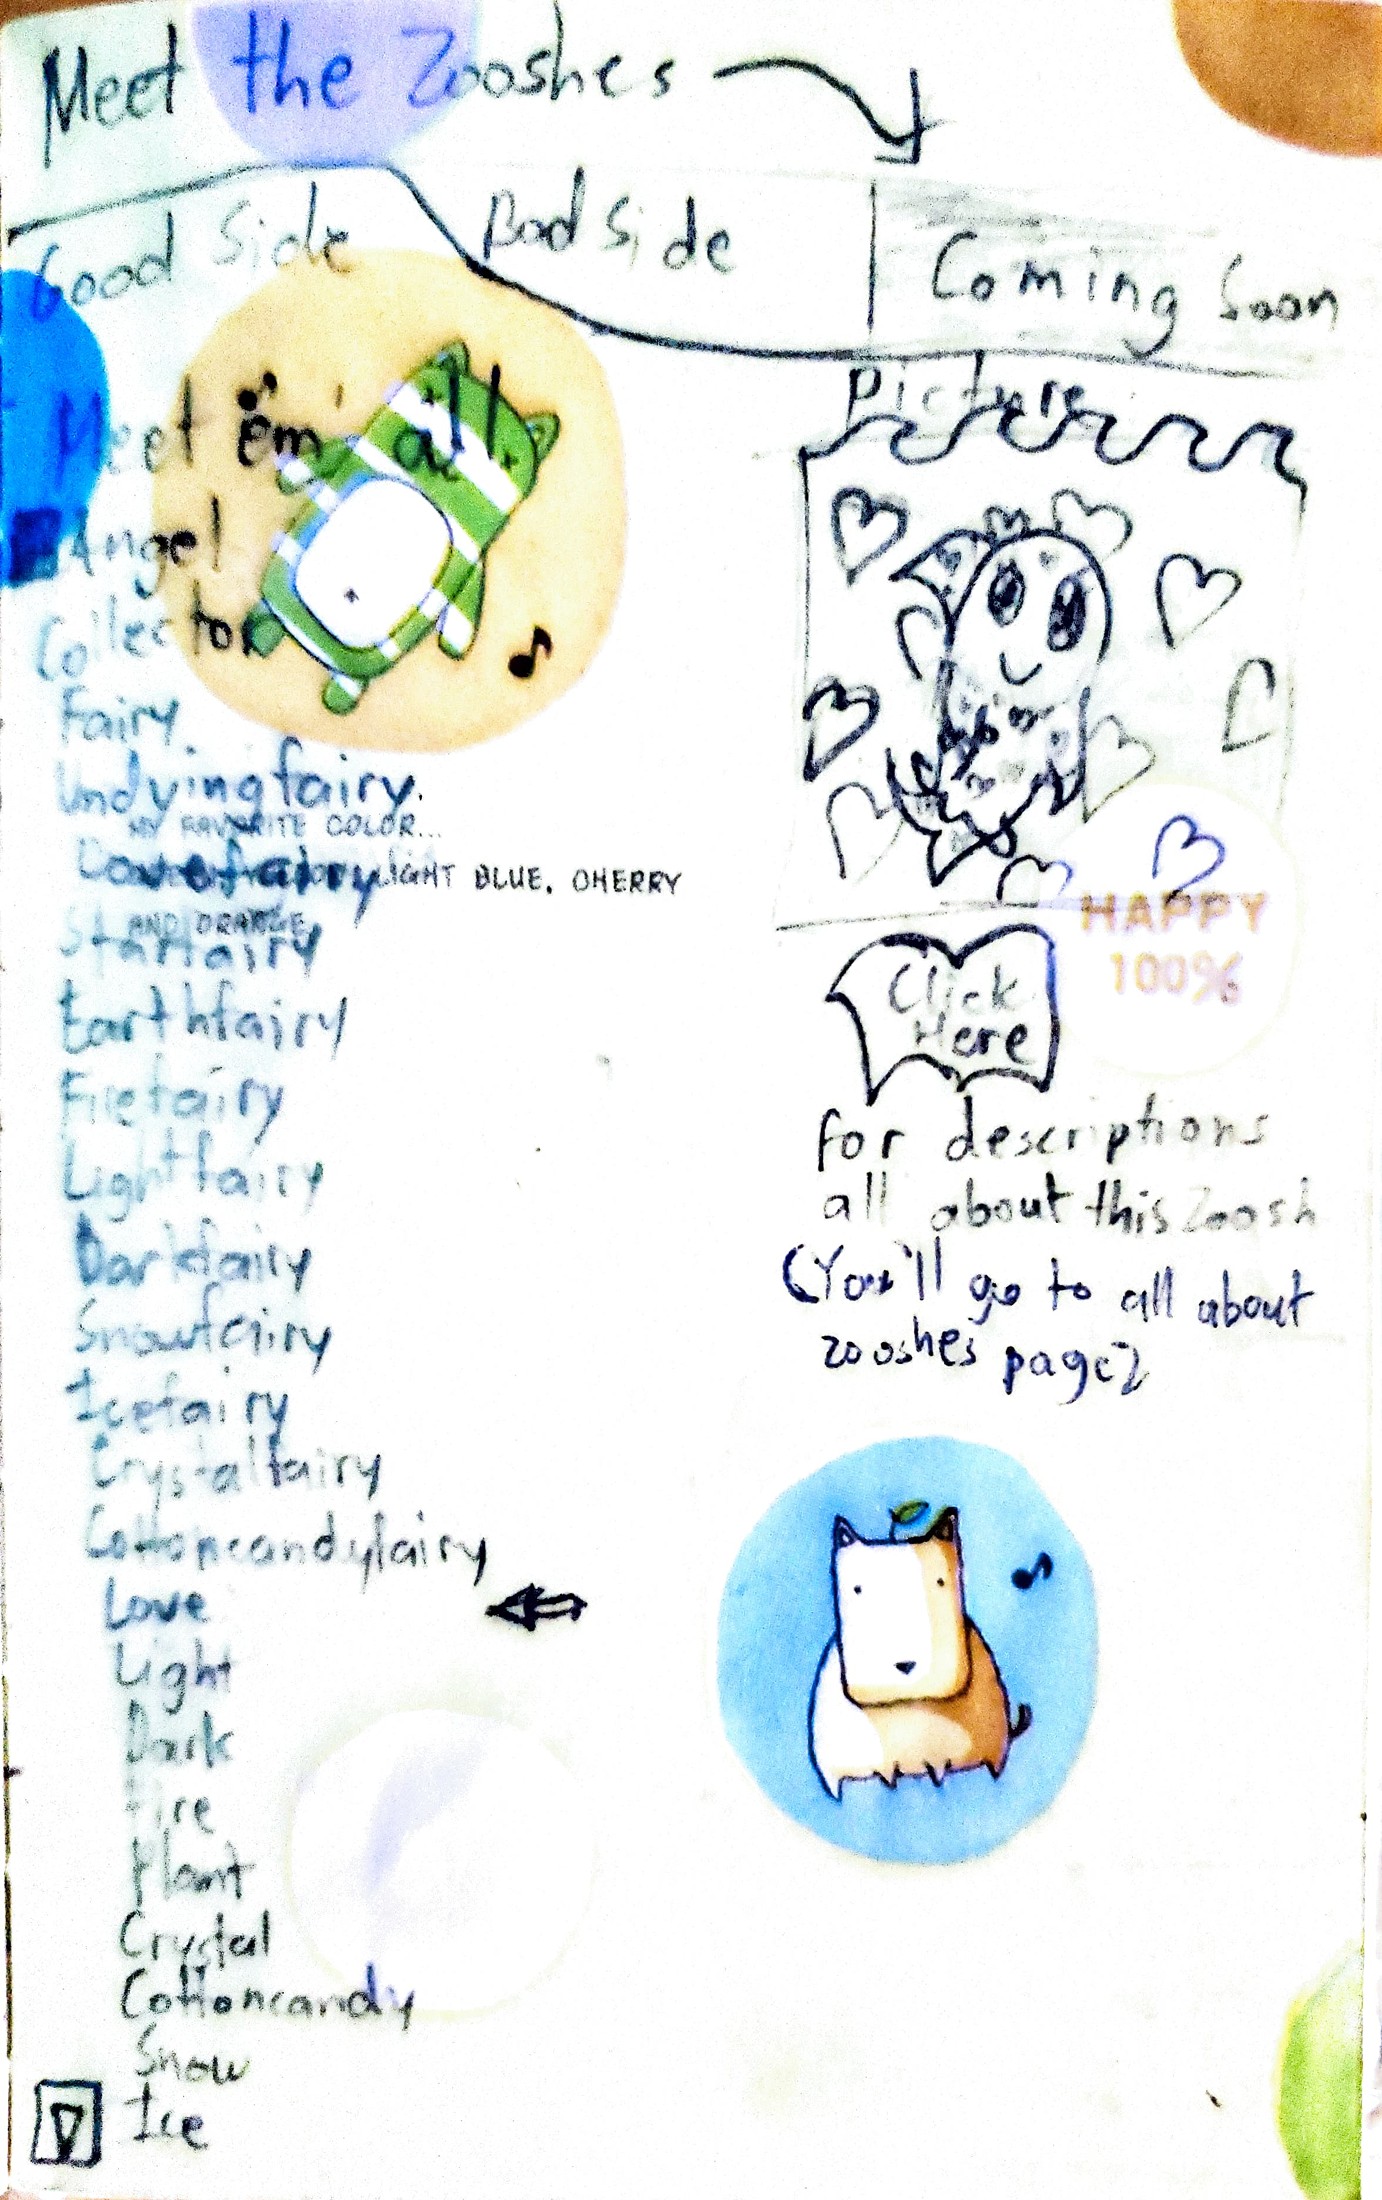 Meet the Zooshes
Good Side
Bad Side
Coming Soon
Meet em' all
Angel
Collector
Fairy
Undyingfairy.
MY FAVORITE COLOR...
Lovefairy
LIGHT BLUE. CHERRY
AND ORANGE
Starfairy
Earthfairy
Firefairy
Lightfairy
Darkfairy
Snowfairy
Icefairy
Crystalfairy
Cottoncandyfairy
Love
Light
Dark
Fire
Plant
Crystal
Cottoncandy
Snow
Ice
Picture
HAPPY
100%
Click
Here
for descriptions
all about this Zoosh
(You'll go to all about
zooshes page)